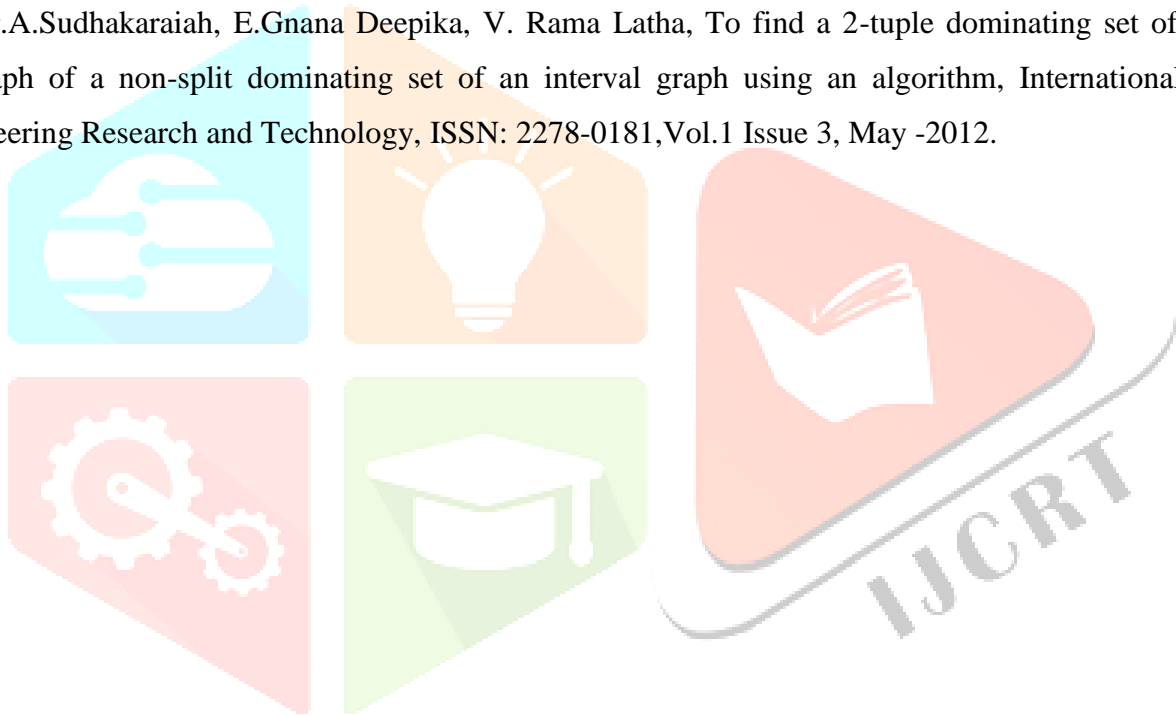 .A.Sudhakaraiah, E.Gnana Deepika, V. Rama Latha, To find a 2-tuple dominating set of
ph of a non-split dominating set of an interval graph using an algorithm, International
eering Research and Technology, ISSN: 2278-0181,Vol.1 Issue 3, May -2012.
IJCRT